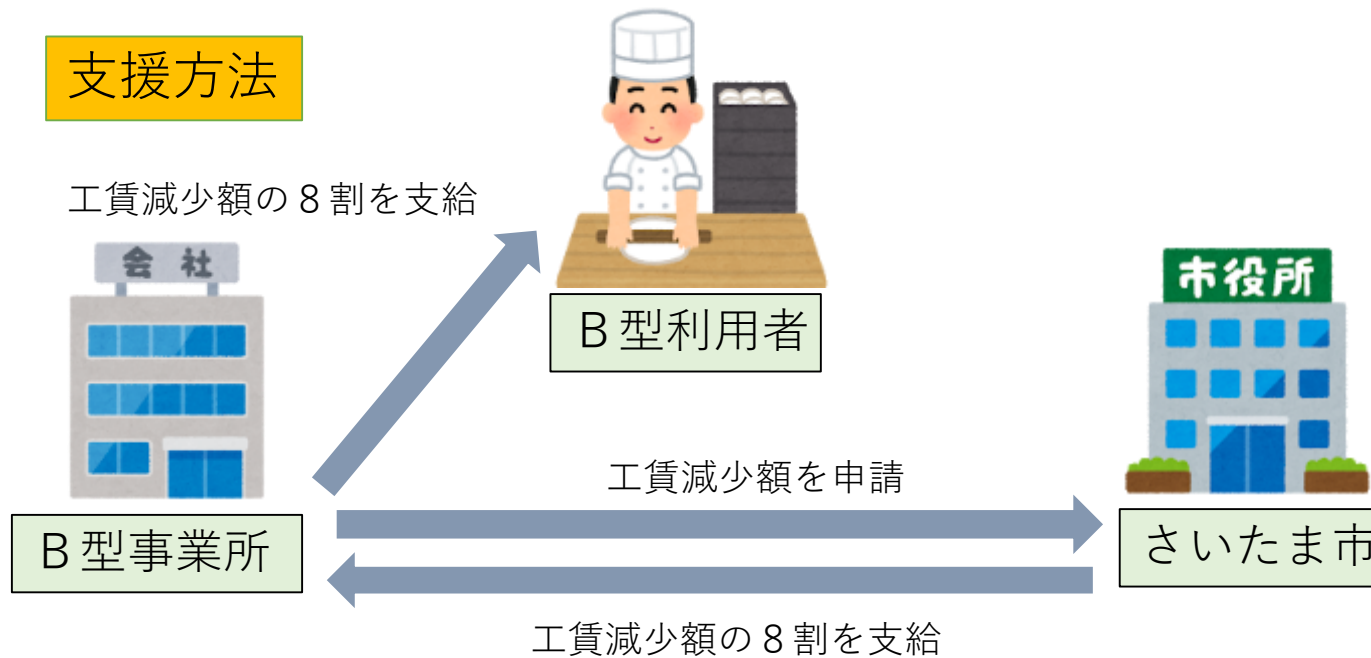 支援方法
工賃減少額の８割を支給
会社
Ｂ型利用者
市役所
工賃減少額を申請
Ｂ型事業所
さいたま市
工賃減少額の８割を支給